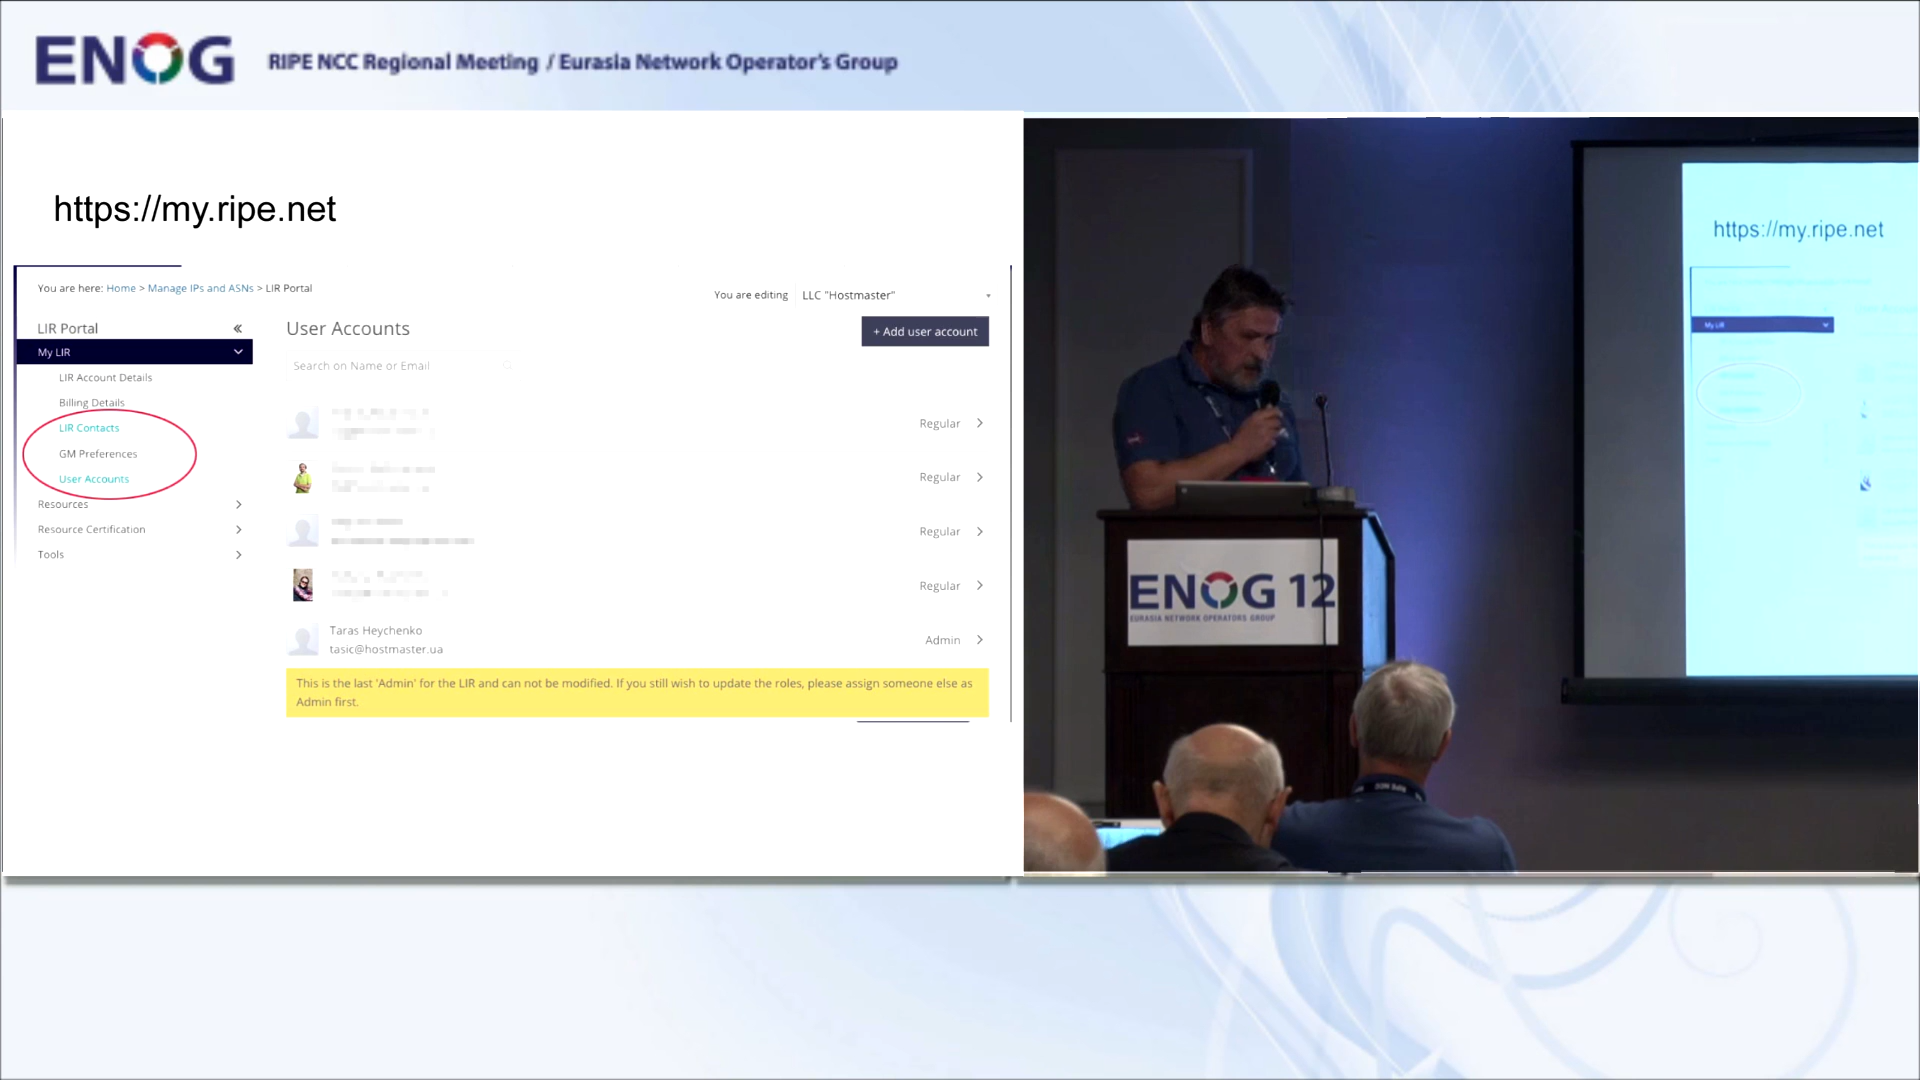 ENOG
RIPE NCC Regional Meeting / Eurasia Network Operator's Group
https://my.ripe.net
You are here: Home > Manage IPs and ASNs > LIR Portal
You are editing LLC "Hostmaster"
LIR Portal
My LIR
LIR Account Details
Billing Details
LIR Contacts
GM Preferences
User Accounts
Resources
Resource Certification
Tools
User Accounts
+ Add user account
Search on Name or Email
Regular
Regular
Regular
Regular
Taras Heychenko
tasic@hostmaster.ua
Admin
This is the last 'Admin' for the LIR and can not be modified. If you still wish to update the roles, please assign someone else as
Admin first.
https://my.ripe.net
My LIR
ENOG 12
EURASIA NETWORK OPERATORS GROUP
RIPE NCC